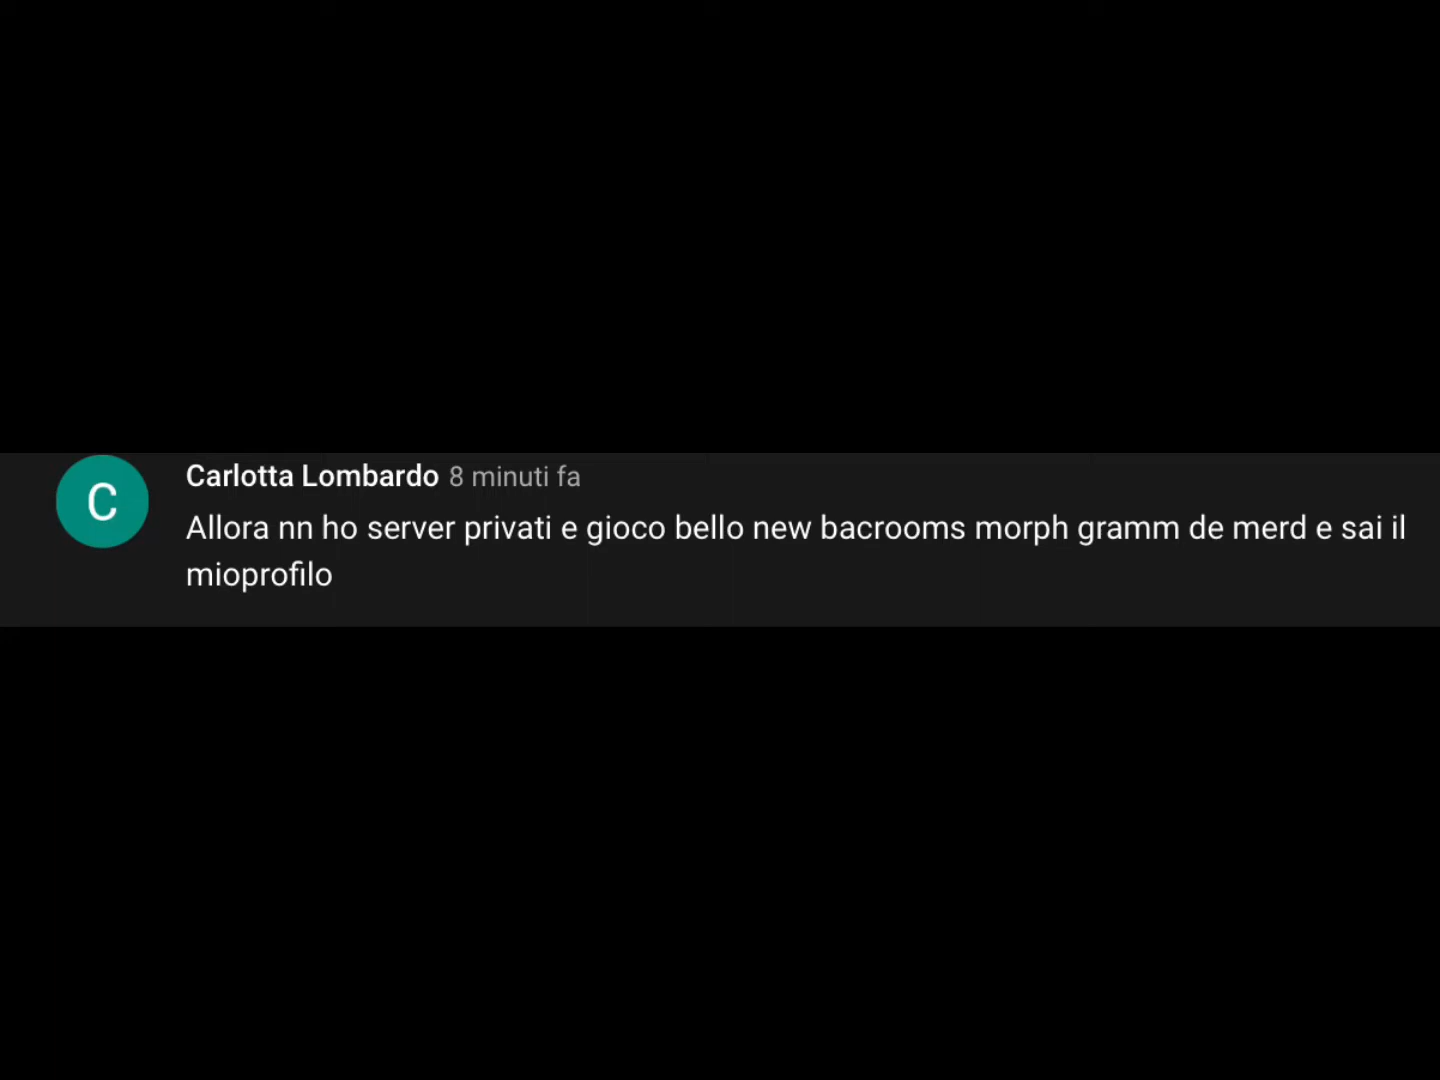 C
Carlotta Lombardo 8 minuti fa
Allora nn ho server privati e gioco bello new bacrooms morph gramm de merd e sai il
mioprofilo